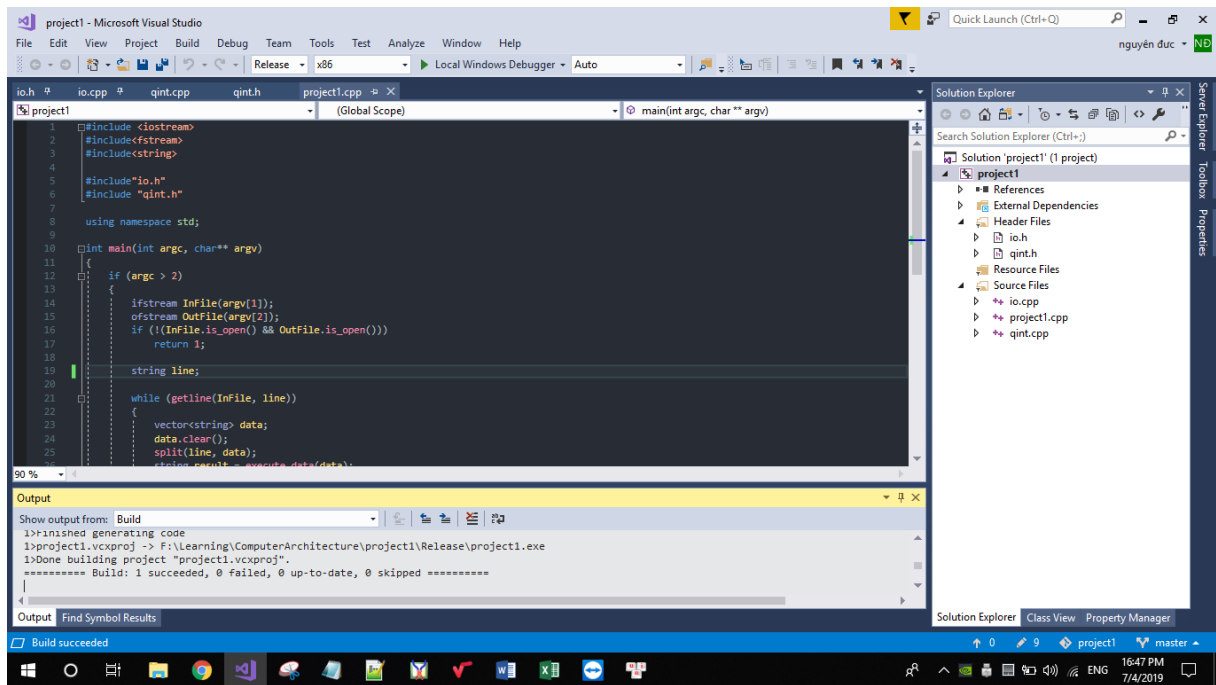 project1 - Microsoft Visual Studio
Quick Launch (Ctrl+Q)
File Edit View Project Build Debug Team Tools Test Analyze Window Help
nguyên đưc
NĐ
Release x86 Local Windows Debugger Auto
io.h io.cpp qint.cpp qint.h project1.cpp
project1 (Global Scope) main(int argc, char ** argv)
1 #include <iostream>
2 #include<fstream>
3 #include<string>
4
5 #include"io.h"
6 #include "qint.h"
7
8 using namespace std;
9
10 int main(int argc, char** argv)
11 {
12 if (argc > 2)
13 {
14 ifstream InFile(argv[1]);
15 ofstream OutFile(argv[2]);
16 if (!(InFile.is_open() && OutFile.is_open()))
17 return 1;
18
19 string line;
20
21 while (getline(InFile, line))
22 {
23 vector<string> data;
24 data.clear();
25 split(line, data);
26 string result = execute_data(data);
90 %
Output
Show output from: Build
1>Finished generating code
1>project1.vcxproj -> F:\Learning\ComputerArchitecture\project1\Release\project1.exe
1>Done building project "project1.vcxproj".
========== Build: 1 succeeded, 0 failed, 0 up-to-date, 0 skipped ==========
Output Find Symbol Results
Solution Explorer
Search Solution Explorer (Ctrl+;)
Solution 'project1' (1 project)
project1
References
External Dependencies
Header Files
io.h
qint.h
Resource Files
Source Files
io.cpp
project1.cpp
qint.cpp
Solution Explorer Class View Property Manager
Server Explorer
Toolbox
Properties
Build succeeded
0 9 project1 master
ENG
16:47 PM
7/4/2019